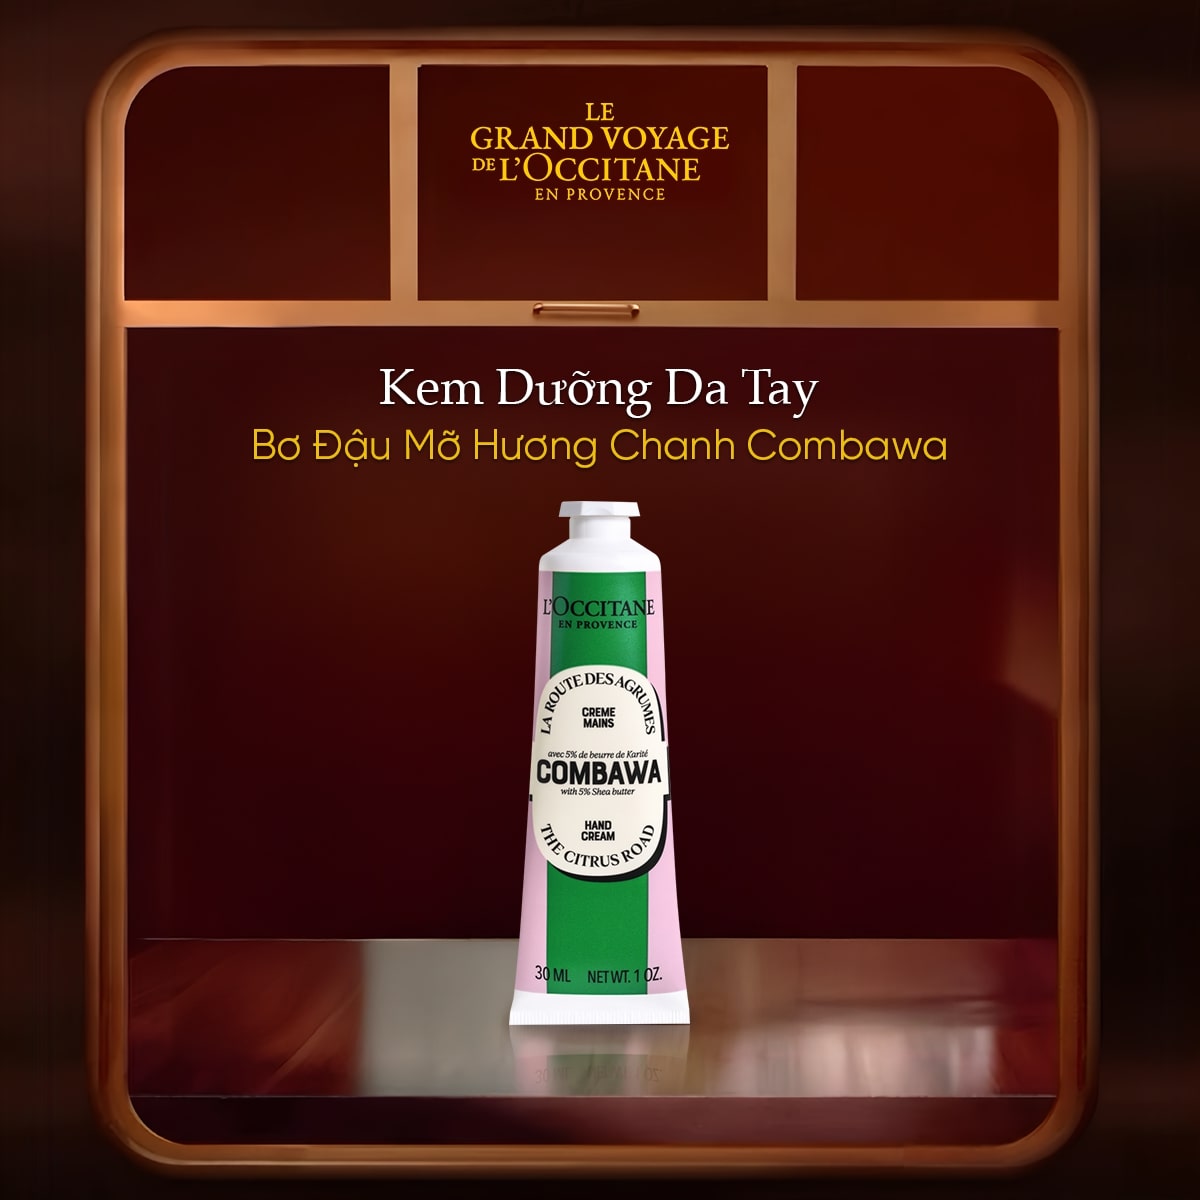 LE
GRAND VOYAGE
DE L'OCCITANE
EN PROVENCE
Kem Dưỡng Da Tay
Bơ Đậu Mỡ Hương Chanh Combawa
L'OCCITANE
EN PROVENCE
LA ROUTE DES AGRUMES
CREME
MAINS
avec 5% de beurre de Karité
COMBAWA
with 5% Shea butter
HAND
CREAM
THE CITRUS ROAD
30 ML NET WT. 1 OZ.